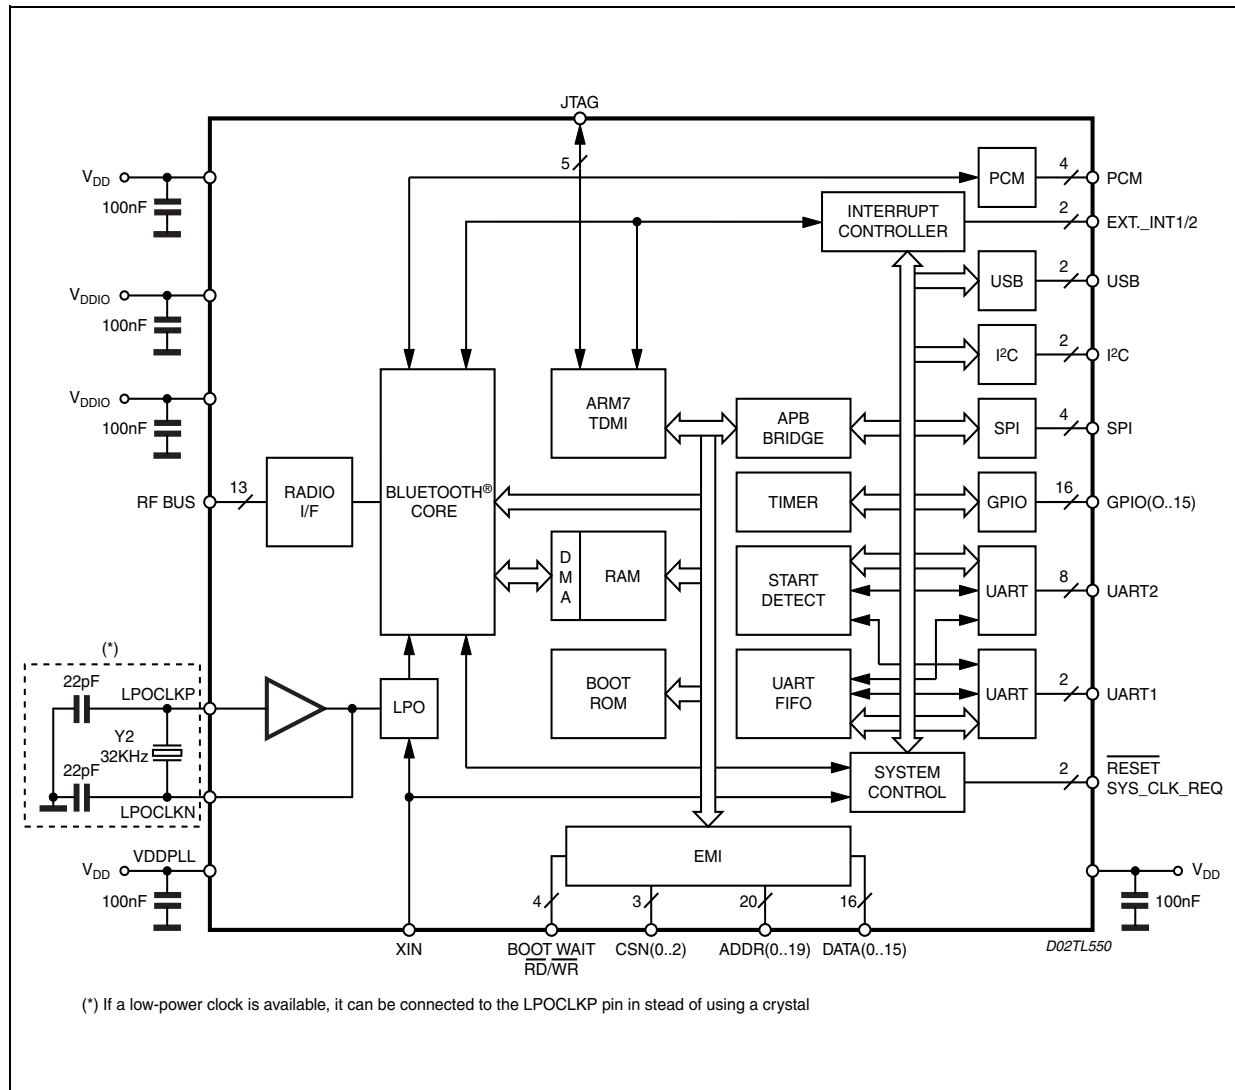 JTAG
5
V_DD
100nF
PCM
4
PCM
INTERRUPT
CONTROLLER
2
EXT._INT1/2
V_DDIO
100nF
USB
2
USB
I²C
2
I²C
V_DDIO
100nF
ARM7
TDMI
APB
BRIDGE
SPI
4
SPI
RF BUS
13
RADIO
I/F
BLUETOOTH®
CORE
TIMER
GPIO
16
GPIO(0..15)
D
M
A
RAM
START
DETECT
UART
8
UART2
(*)
22pF
LPOCLKP
Y2
32KHz
22pF
LPOCLKN
LPO
BOOT
ROM
UART
FIFO
UART
2
UART1
SYSTEM
CONTROL
2
RESET
SYS_CLK_REQ
V_DD
VDDPLL
100nF
EMI
4
3
20
16
V_DD
100nF
XIN
BOOT WAIT
RD/WR
CSN(0..2)
ADDR(0..19)
DATA(0..15)
D02TL550
(*) If a low-power clock is available, it can be connected to the LPOCLKP pin in stead of using a crystal